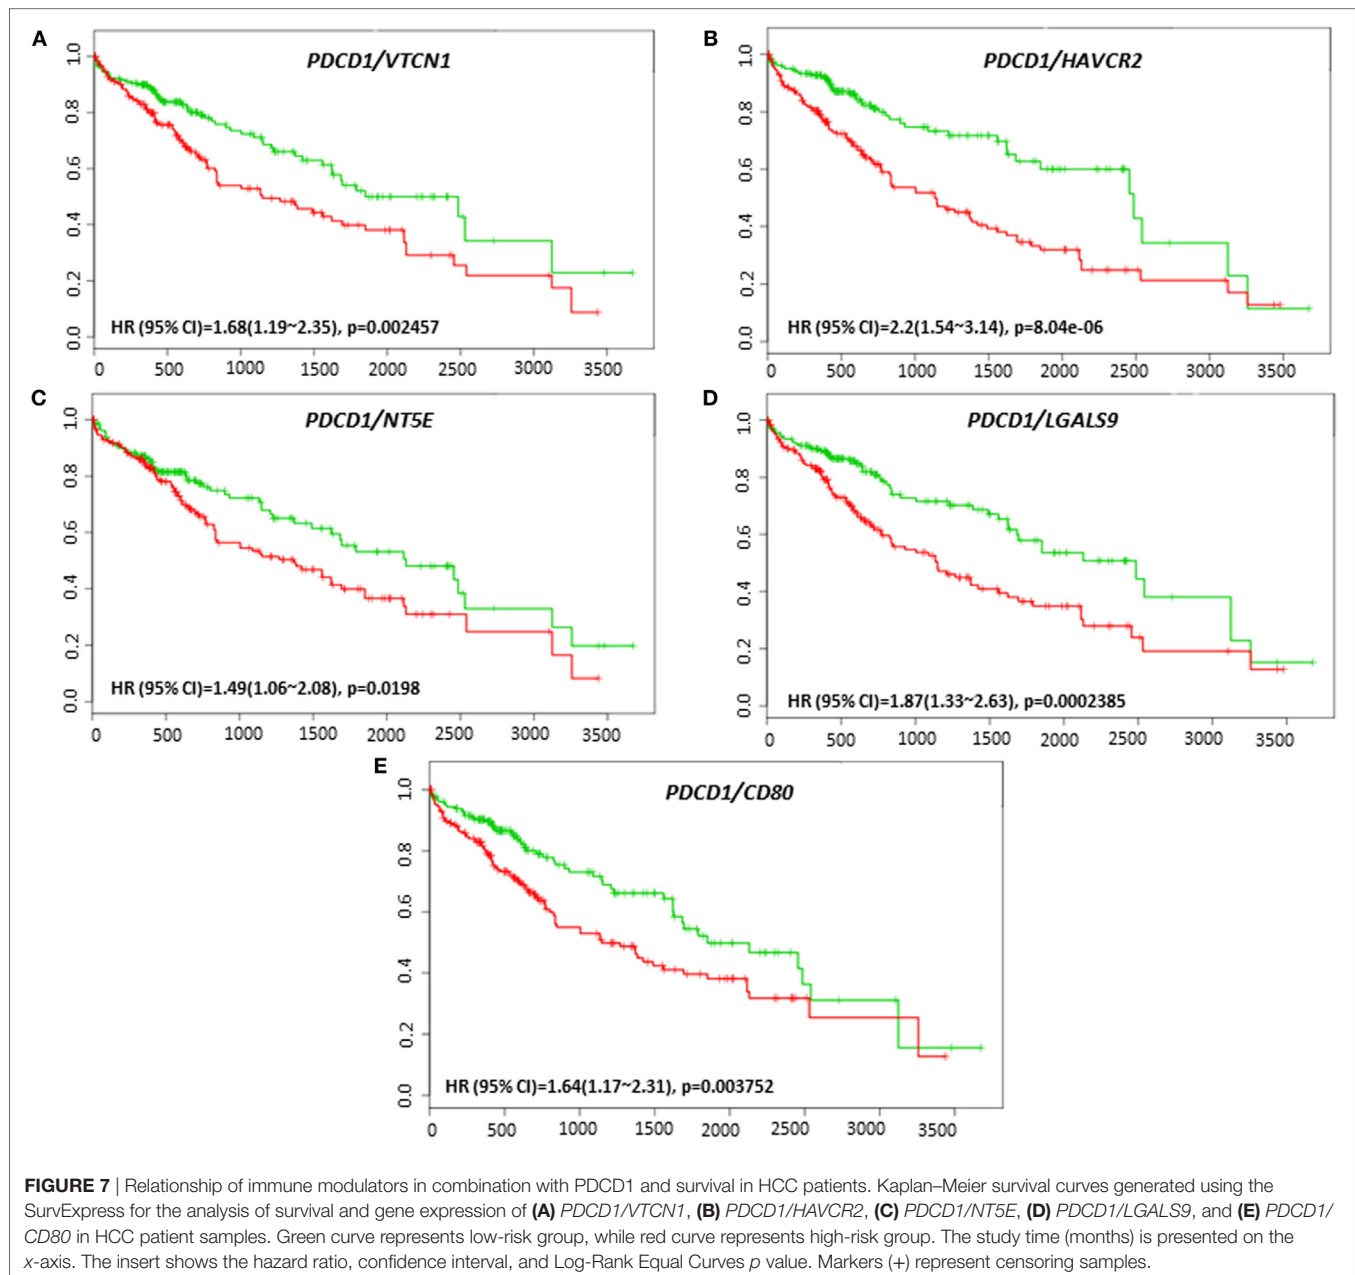 A
PDCD1/VTCN1
1.0
0.8
0.6
0.4
0.2
0.0
HR (95% CI)=1.68(1.19~2.35), p=0.002457
0 500 1000 1500 2000 2500 3000 3500
B
PDCD1/HAVCR2
1.0
0.8
0.6
0.4
0.2
0.0
HR (95% CI)=2.2(1.54~3.14), p=8.04e-06
0 500 1000 1500 2000 2500 3000 3500
C
PDCD1/NT5E
1.0
0.8
0.6
0.4
0.2
0.0
HR (95% CI)=1.49(1.06~2.08), p=0.0198
0 500 1000 1500 2000 2500 3000 3500
D
PDCD1/LGALS9
1.0
0.8
0.6
0.4
0.2
0.0
HR (95% CI)=1.87(1.33~2.63), p=0.0002385
0 500 1000 1500 2000 2500 3000 3500
E
PDCD1/CD80
1.0
0.8
0.6
0.4
0.2
0.0
HR (95% CI)=1.64(1.17~2.31), p=0.003752
0 500 1000 1500 2000 2500 3000 3500
FIGURE 7 | Relationship of immune modulators in combination with PDCD1 and survival in HCC patients. Kaplan–Meier survival curves generated using the
SurvExpress for the analysis of survival and gene expression of (A) PDCD1/VTCN1, (B) PDCD1/HAVCR2, (C) PDCD1/NT5E, (D) PDCD1/LGALS9, and (E) PDCD1/
CD80 in HCC patient samples. Green curve represents low-risk group, while red curve represents high-risk group. The study time (months) is presented on the
x-axis. The insert shows the hazard ratio, confidence interval, and Log-Rank Equal Curves p value. Markers (+) represent censoring samples.